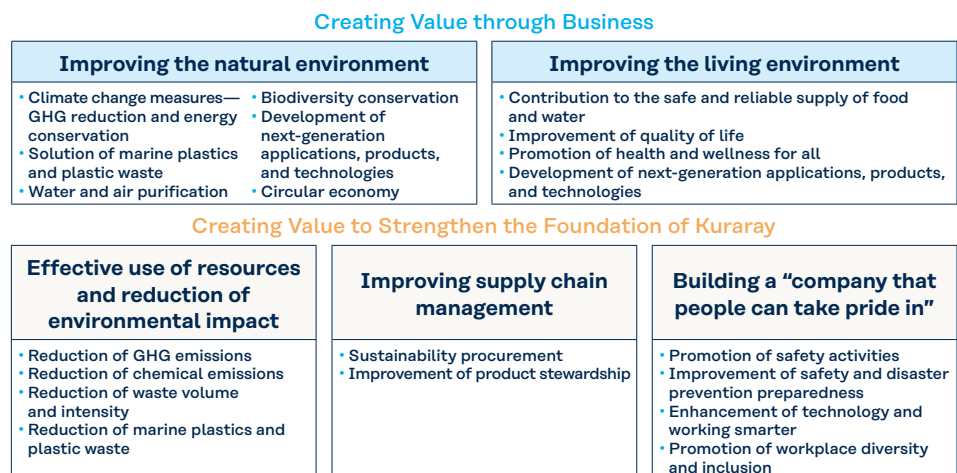 Creating Value through Business
Improving the natural environment
• Climate change measures—
GHG reduction and energy
conservation
• Solution of marine plastics
and plastic waste
• Water and air purification
• Biodiversity conservation
• Development of
next-generation
applications, products,
and technologies
• Circular economy
Improving the living environment
• Contribution to the safe and reliable supply of food
and water
• Improvement of quality of life
• Promotion of health and wellness for all
• Development of next-generation applications, products,
and technologies
Creating Value to Strengthen the Foundation of Kuraray
Effective use of resources
and reduction of
environmental impact
• Reduction of GHG emissions
• Reduction of chemical emissions
• Reduction of waste volume
and intensity
• Reduction of marine plastics and
plastic waste
Improving supply chain
management
• Sustainability procurement
• Improvement of product stewardship
Building a “company that
people can take pride in”
• Promotion of safety activities
• Improvement of safety and disaster
prevention preparedness
• Enhancement of technology and
working smarter
• Promotion of workplace diversity
and inclusion